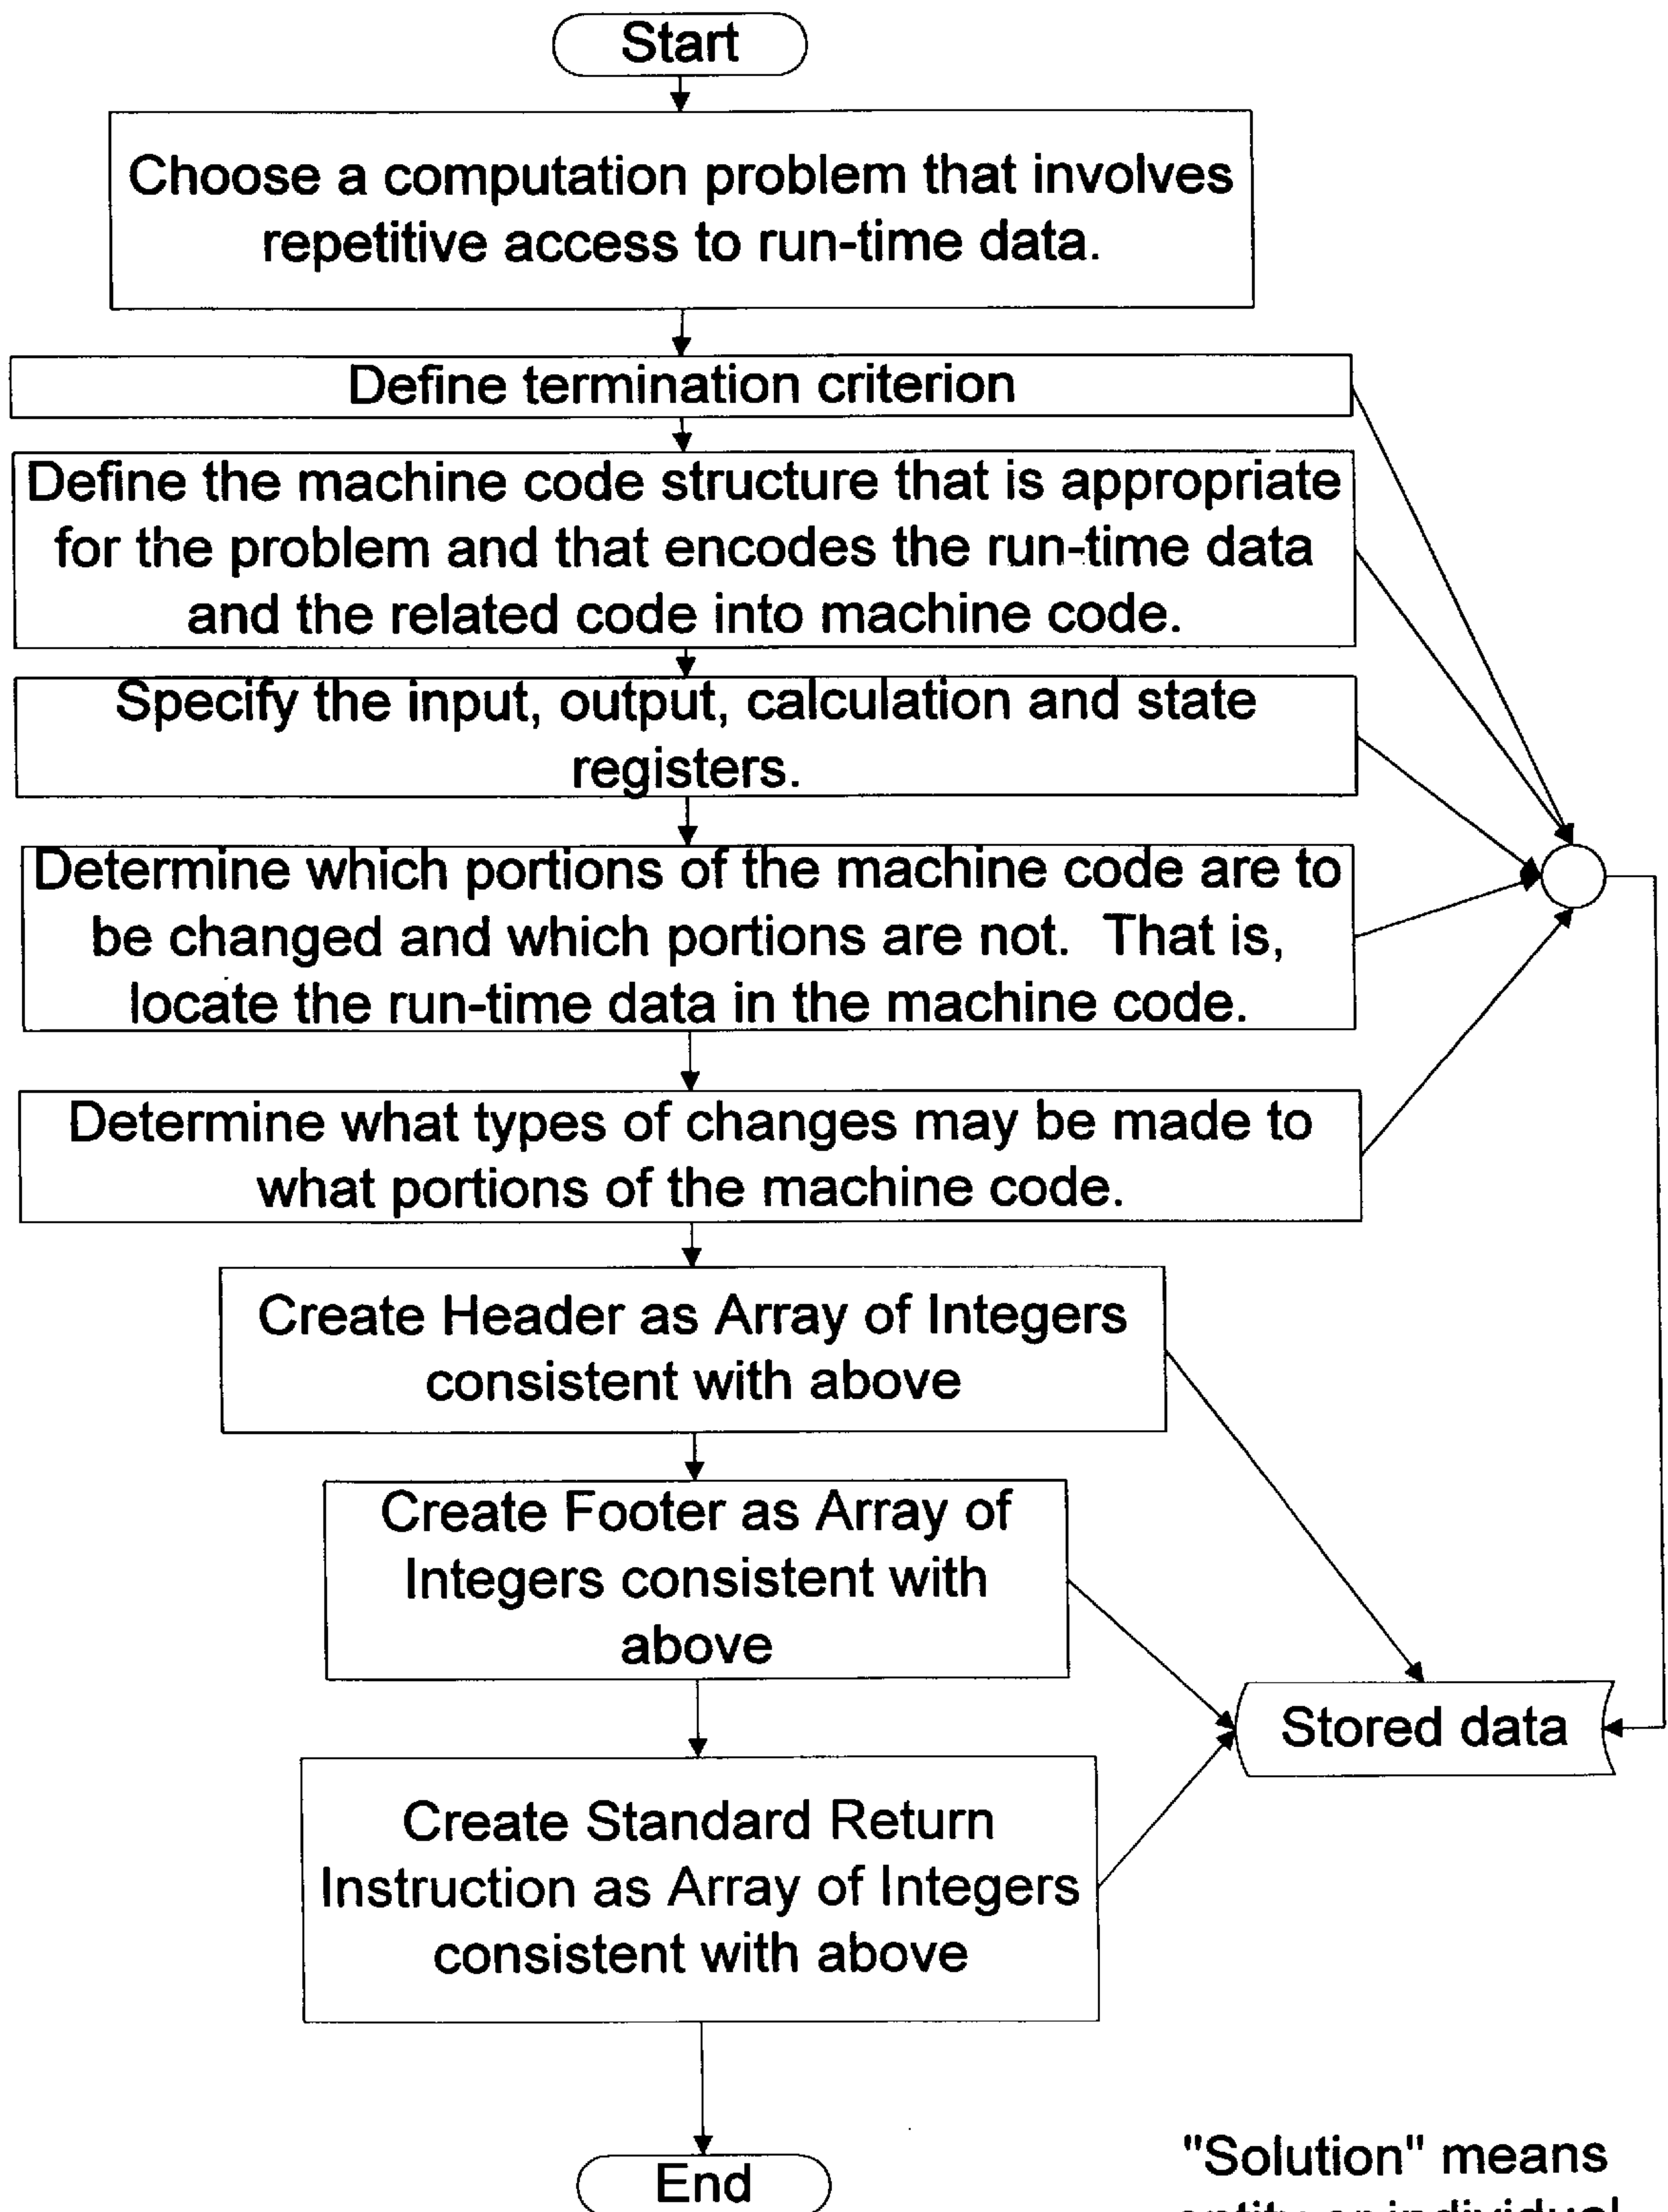 Start
Choose a computation problem that involves
repetitive access to run-time data.
Define termination criterion
Define the machine code structure that is appropriate
for the problem and that encodes the run-time data
and the related code into machine code.
Specify the input, output, calculation and state
registers.
Determine which portions of the machine code are to
be changed and which portions are not. That is,
locate the run-time data in the machine code.
Determine what types of changes may be made to
what portions of the machine code.
Create Header as Array of Integers
consistent with above
Create Footer as Array of
Integers consistent with
above
Stored data
Create Standard Return
Instruction as Array of Integers
consistent with above
End
"Solution" means
entity or individual